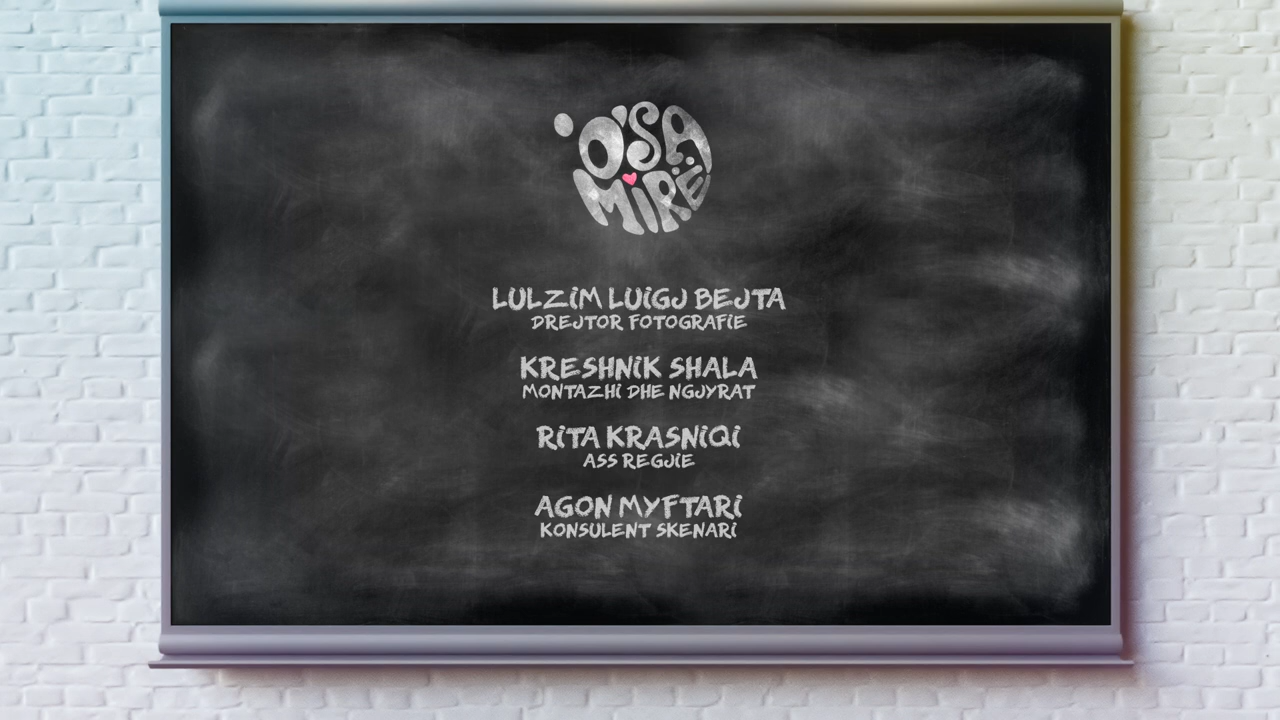 O'SA
MIRË
LULZIM LUIGJ BEJTA
DREJTOR FOTOGRAFIE
KRESHNIK SHALA
MONTAZHI DHE NGJYRAT
RITA KRASNIQI
ASS REGJIE
AGON MYFTARI
KONSULENT SKENARI